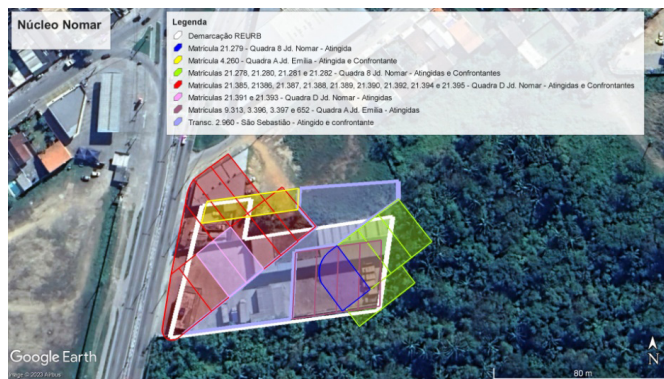 Núcleo Nomar
Legenda
Demarcação REURB
Matrícula 21.279 - Quadra 8 Jd. Nomar - Atingida
Matrícula 4.260 - Quadra A Jd. Emília - Atingida e Confrontante
Matrículas 21.278, 21.280, 21.281 e 21.282 - Quadra 8 Jd. Nomar - Atingidas e Confrontantes
Matrículas 21.385, 21386, 21.387, 21.388, 21.389, 21.390, 21.392, 21.394 e 21.395 - Quadra D Jd. Nomar - Atingidas e Confrontantes
Matrículas 21.391 e 21.393 - Quadra D Jd. Nomar - Atingidas
Matrículas 9.313, 3.396, 3.397 e 652 - Quadra A Jd. Emília - Atingidas
Transc. 2.960 - São Sebastião - Atingido e confrontante
Google Earth
Image © 2023 Airbus
N
80 m